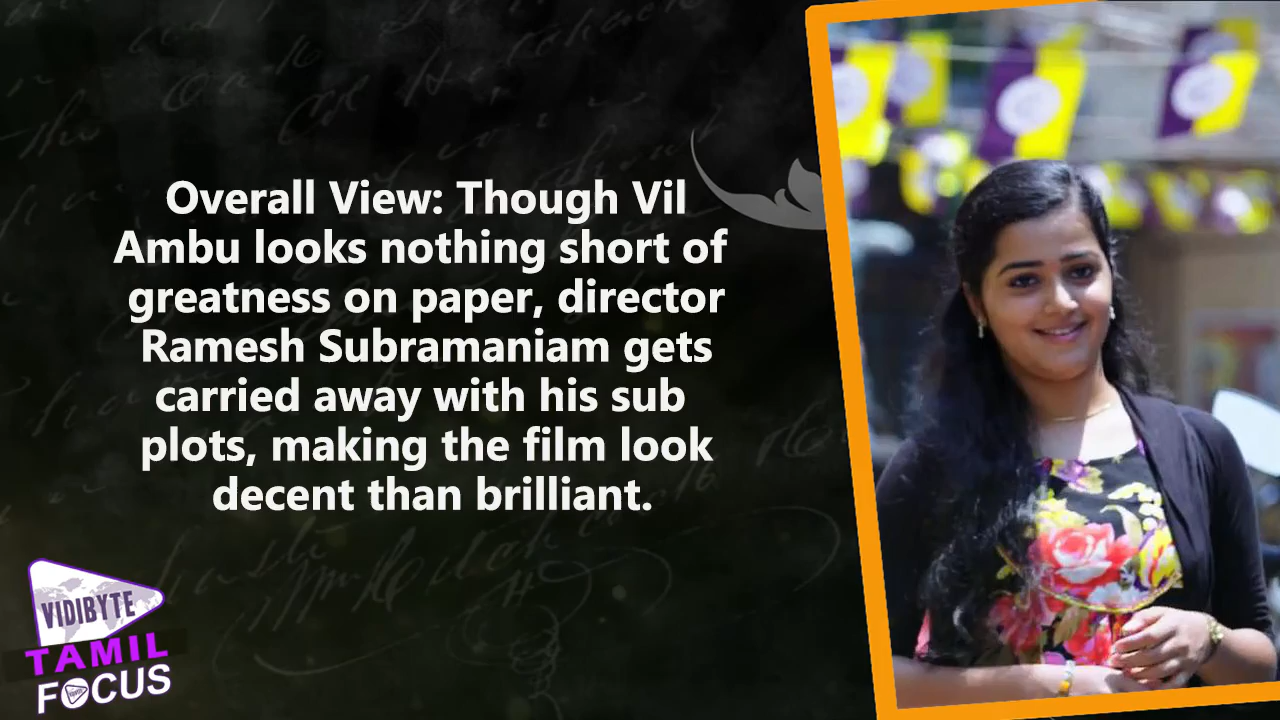 Overall View: Though Vil
Ambu looks nothing short of
greatness on paper, director
Ramesh Subramaniam gets
carried away with his sub
plots, making the film look
decent than brilliant.
VIDIBYTE
TAMIL
FOCUS